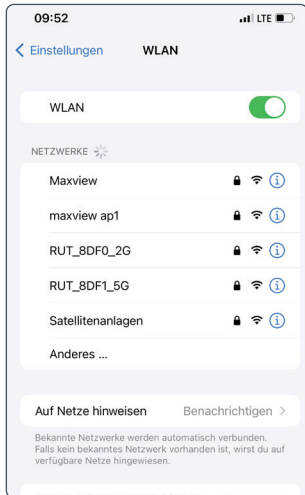 09:52 LTE
Einstellungen WLAN
WLAN
NETZWERKE
Maxview
maxview ap1
RUT_8DF0_2G
RUT_8DF1_5G
Satellitenanlagen
Anderes ...
Auf Netze hinweisen Benachrichtigen
Bekannte Netzwerke werden automatisch verbunden.
Falls kein bekanntes Netzwerk vorhanden ist, wirst du auf
verfügbare Netze hingewiesen.